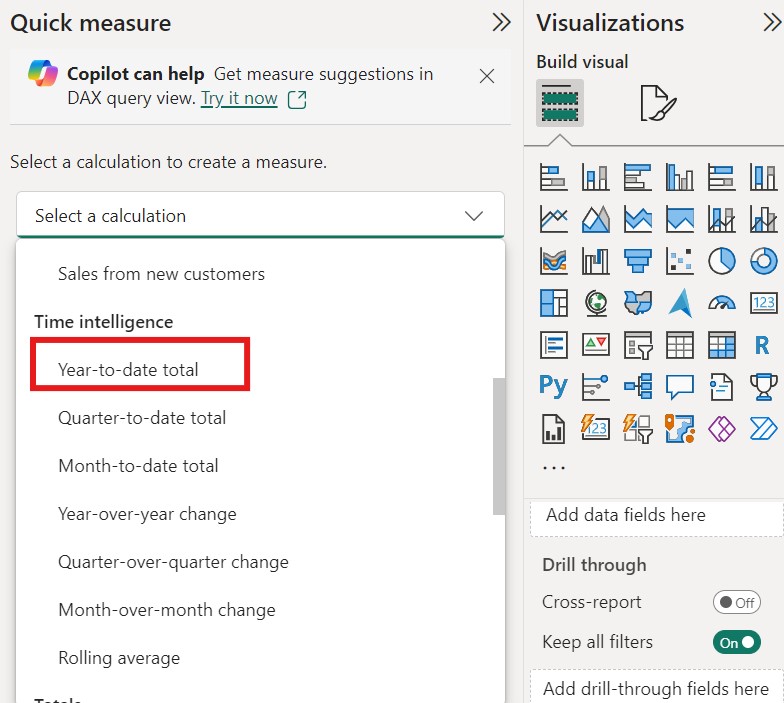 Quick measure
Copilot can help Get measure suggestions in
DAX query view. Try it now
Select a calculation to create a measure.
Select a calculation
Sales from new customers
Time intelligence
Year-to-date total
Quarter-to-date total
Month-to-date total
Year-over-year change
Quarter-over-quarter change
Month-over-month change
Rolling average
Totals
Visualizations
Build visual
123
R
Py
123
...
Add data fields here
Drill through
Cross-report
Off
Keep all filters
On
Add drill-through fields here